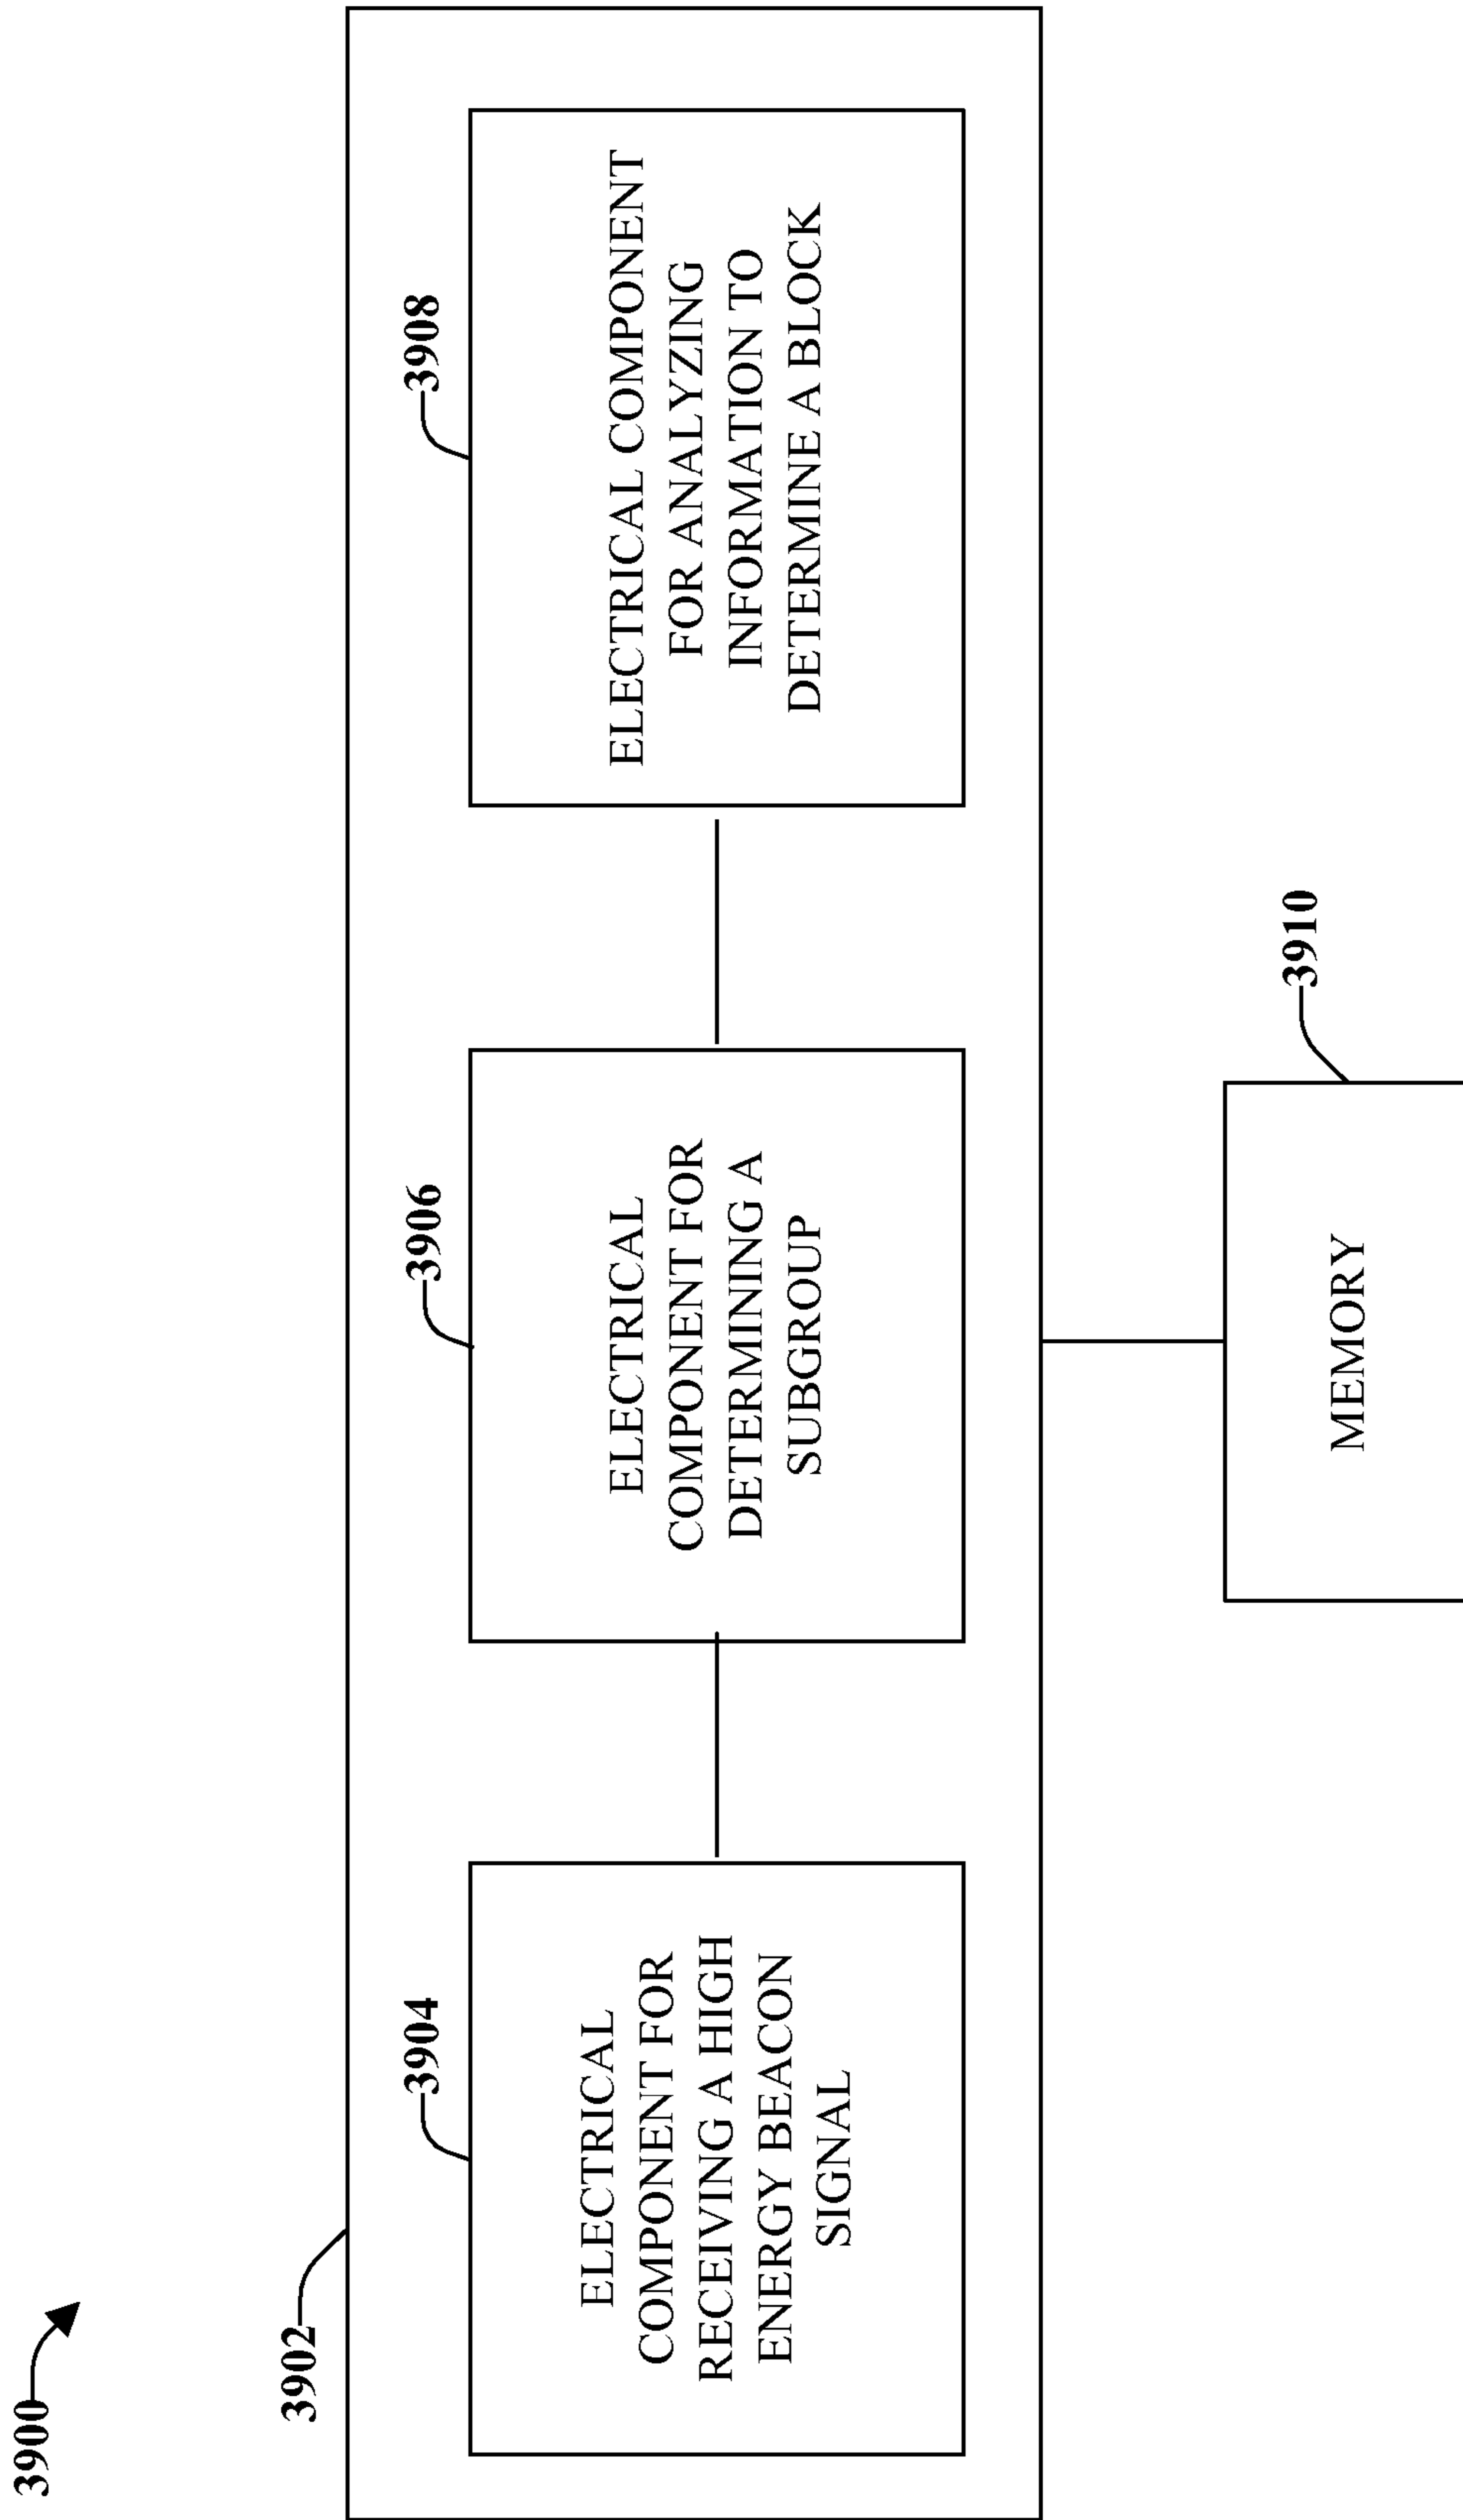 3900
3902
3904
ELECTRICAL
COMPONENT FOR
RECEIVING A HIGH
ENERGY BEACON
SIGNAL
3906
ELECTRICAL
COMPONENT FOR
DETERMINING A
SUBGROUP
3908
ELECTRICAL COMPONENT
FOR ANALYZING
INFORMATION TO
DETERMINE A BLOCK
3910
MEMORY